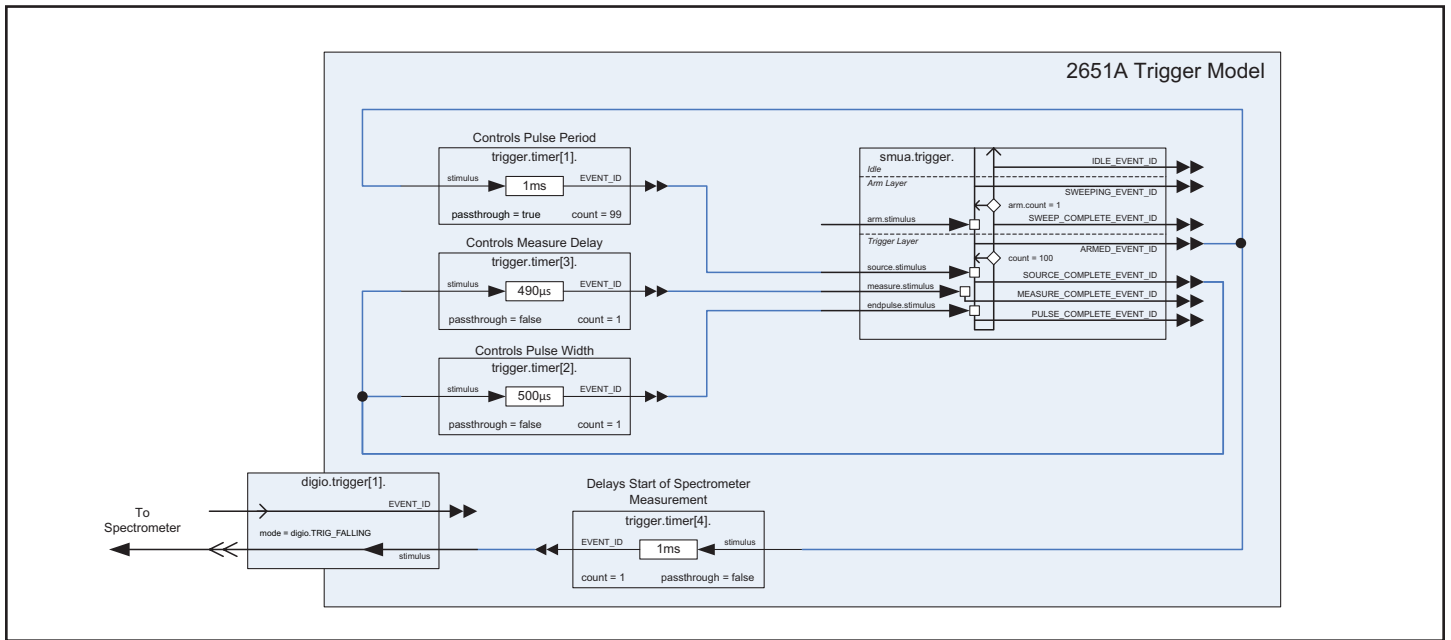 2651A Trigger Model
Controls Pulse Period
trigger.timer[1].
stimulus
1ms
EVENT_ID
passthrough = true
count = 99
Controls Measure Delay
trigger.timer[3].
stimulus
490µs
EVENT_ID
passthrough = false
count = 1
Controls Pulse Width
trigger.timer[2].
stimulus
500µs
EVENT_ID
passthrough = false
count = 1
smua.trigger.
Idle
IDLE_EVENT_ID
Arm Layer
SWEEPING_EVENT_ID
arm.count = 1
arm.stimulus
SWEEP_COMPLETE_EVENT_ID
Trigger Layer
ARMED_EVENT_ID
count = 100
source.stimulus
SOURCE_COMPLETE_EVENT_ID
measure.stimulus
MEASURE_COMPLETE_EVENT_ID
endpulse.stimulus
PULSE_COMPLETE_EVENT_ID
To
Spectrometer
digio.trigger[1].
EVENT_ID
mode = digio.TRIG_FALLING
stimulus
Delays Start of Spectrometer
Measurement
trigger.timer[4].
EVENT_ID
1ms
stimulus
count = 1
passthrough = false